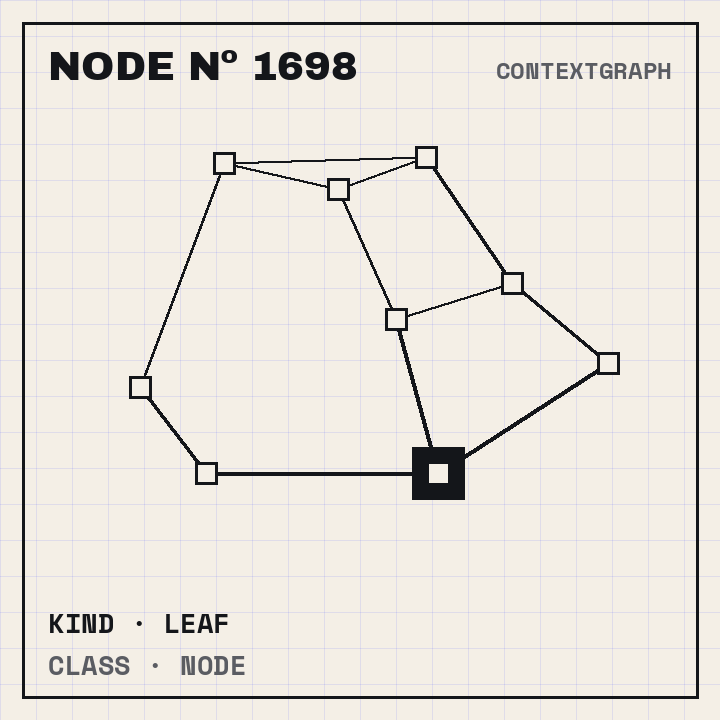 NODE Nº 1698
CONTEXTGRAPH
KIND · LEAF
CLASS · NODE